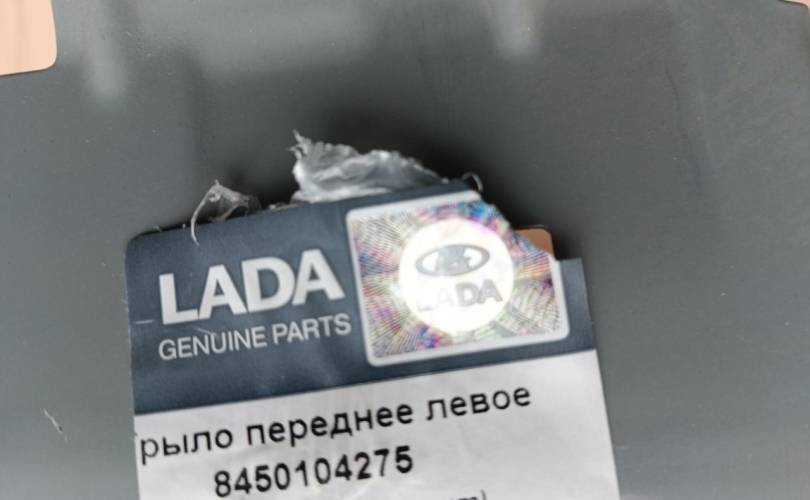 LADA
GENUINE PARTS
LADA
рыло переднее левое
8450104275